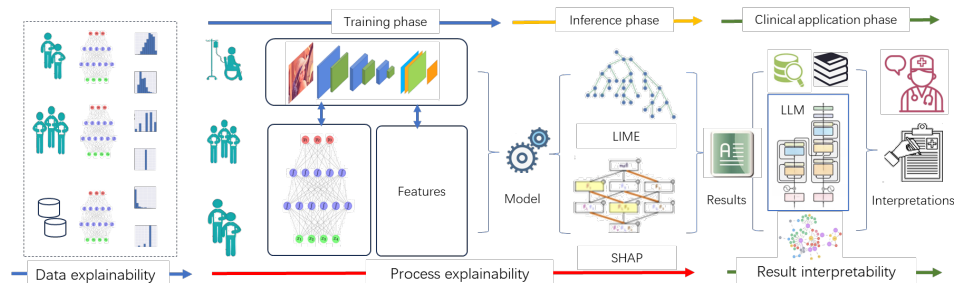 Training phase
Inference phase
Clinical application phase
LLM
LIME
Features
Model
Results
Interpretations
SHAP
Data explainability
Process explainability
Result interpretability